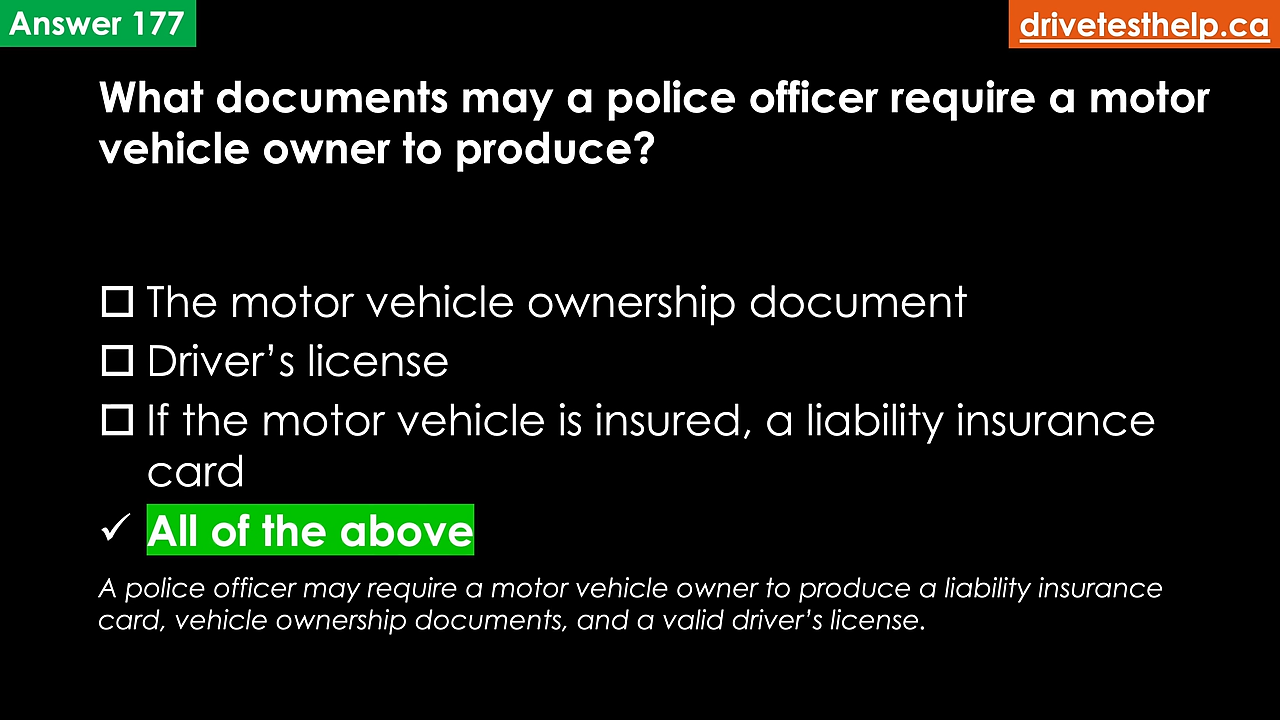 Answer 177
drivetesthelp.ca
What documents may a police officer require a motor
vehicle owner to produce?
The motor vehicle ownership document
Driver’s license
If the motor vehicle is insured, a liability insurance
card
All of the above
A police officer may require a motor vehicle owner to produce a liability insurance
card, vehicle ownership documents, and a valid driver’s license.